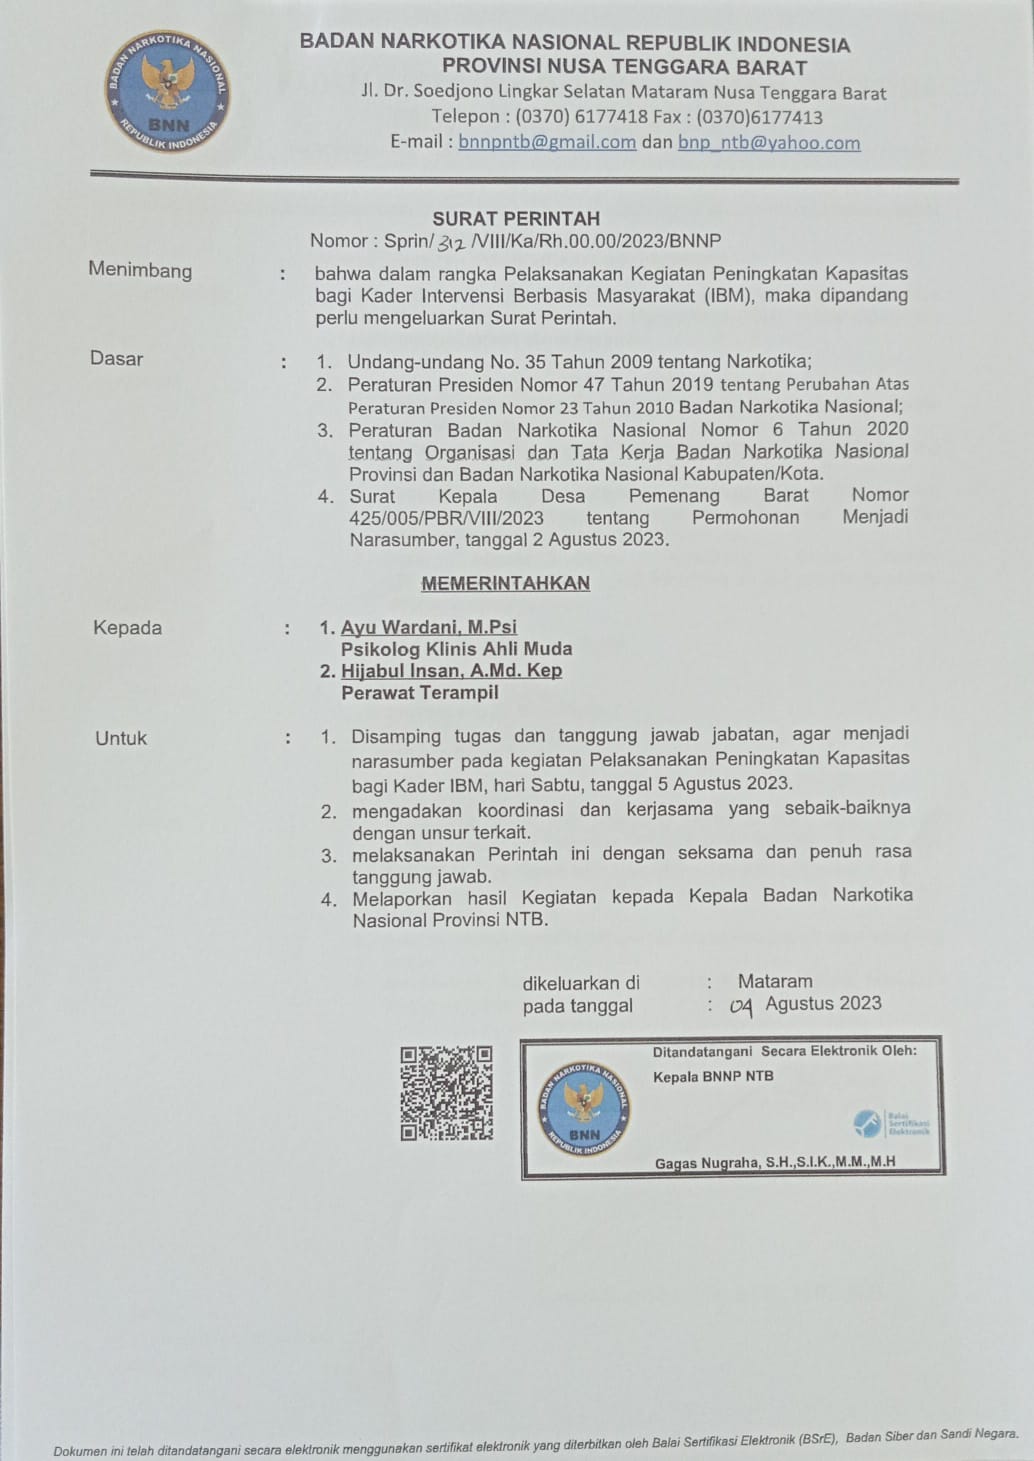 BADAN NARKOTIKA NASIONAL
BNN
REPUBLIK INDONESIA
BADAN NARKOTIKA NASIONAL REPUBLIK INDONESIA
PROVINSI NUSA TENGGARA BARAT
Jl. Dr. Soedjono Lingkar Selatan Mataram Nusa Tenggara Barat
Telepon : (0370) 6177418 Fax : (0370)6177413
E-mail : bnnpntb@gmail.com dan bnp_ntb@yahoo.com
SURAT PERINTAH
Nomor : Sprin/ 312 /VIII/Ka/Rh.00.00/2023/BNNP
Menimbang : bahwa dalam rangka Pelaksanakan Kegiatan Peningkatan Kapasitas
bagi Kader Intervensi Berbasis Masyarakat (IBM), maka dipandang
perlu mengeluarkan Surat Perintah.
Dasar : 1. Undang-undang No. 35 Tahun 2009 tentang Narkotika;
2. Peraturan Presiden Nomor 47 Tahun 2019 tentang Perubahan Atas
Peraturan Presiden Nomor 23 Tahun 2010 Badan Narkotika Nasional;
3. Peraturan Badan Narkotika Nasional Nomor 6 Tahun 2020
tentang Organisasi dan Tata Kerja Badan Narkotika Nasional
Provinsi dan Badan Narkotika Nasional Kabupaten/Kota.
4. Surat Kepala Desa Pemenang Barat Nomor
425/005/PBR/VIII/2023 tentang Permohonan Menjadi
Narasumber, tanggal 2 Agustus 2023.
MEMERINTAHKAN
Kepada : 1. Ayu Wardani, M.Psi
Psikolog Klinis Ahli Muda
2. Hijabul Insan, A.Md. Kep
Perawat Terampil
Untuk : 1. Disamping tugas dan tanggung jawab jabatan, agar menjadi
narasumber pada kegiatan Pelaksanakan Peningkatan Kapasitas
bagi Kader IBM, hari Sabtu, tanggal 5 Agustus 2023.
2. mengadakan koordinasi dan kerjasama yang sebaik-baiknya
dengan unsur terkait.
3. melaksanakan Perintah ini dengan seksama dan penuh rasa
tanggung jawab.
4. Melaporkan hasil Kegiatan kepada Kepala Badan Narkotika
Nasional Provinsi NTB.
dikeluarkan di : Mataram
pada tanggal : 04 Agustus 2023
Ditandatangani Secara Elektronik Oleh:
Kepala BNNP NTB
BADAN NARKOTIKA NASIONAL
BNN
REPUBLIK INDONESIA
Balai
Sertifikasi
Elektronik
Gagas Nugraha, S.H.,S.I.K.,M.M.,M.H
Dokumen ini telah ditandatangani secara elektronik menggunakan sertifikat elektronik yang diterbitkan oleh Balai Sertifikasi Elektronik (BSrE), Badan Siber dan Sandi Negara.